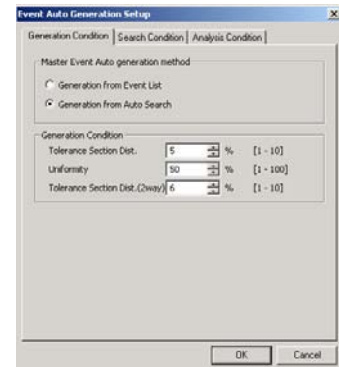 Event Auto Generation Setup
Generation Condition Search Condition Analysis Condition
Master Event Auto generation method
Generation from Event List
Generation from Auto Search
Generation Condition
Tolerance Section Dist. 5 % [1 - 10]
Uniformity 50 % [1 - 100]
Tolerance Section Dist.(2way) 6 % [1 - 10]
OK Cancel